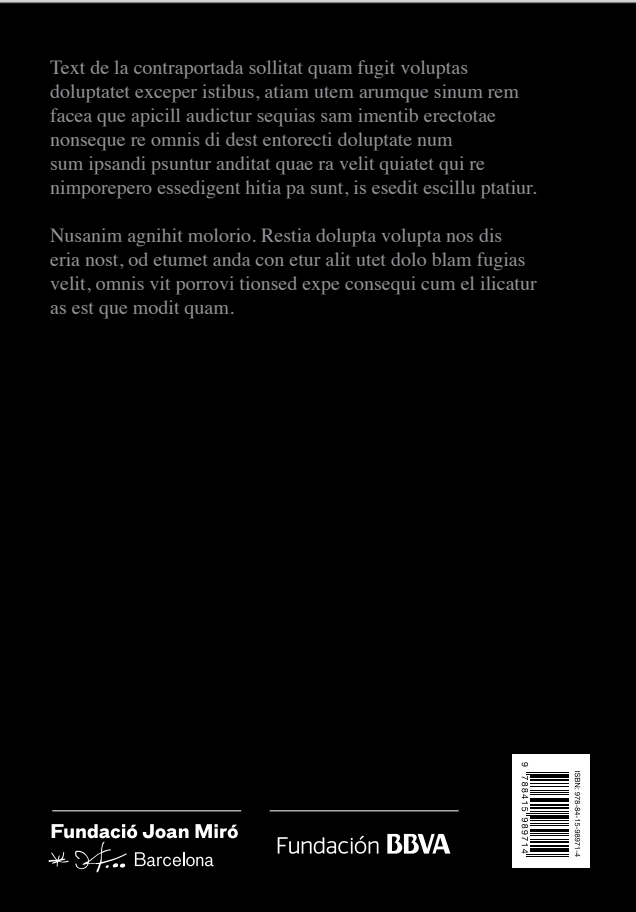 Text de la contraportada sollitat quam fugit voluptas
doluptatet exceper istibus, atiam utem arumque sinum rem
facea que apicill audictur sequias sam imentib erectotae
nonseque re omnis di dest entorecti doluptate num
sum ipsandi psuntur anditat quae ra velit quiatet qui re
nimporepero essedigent hitia pa sunt, is esedit escillu ptatiur.

Nusanim agnihit molorio. Restia dolupta volupta nos dis
eria nost, od etumet anda con etur alit utet dolo blam fugias
velit, omnis vit porrovi tionsed expe consequi cum el ilicatur
as est que modit quam.

Fundació Joan Miró
Barcelona
Fundación BBVA
ISBN: 978-84-15-98971-4
9 788415 989714